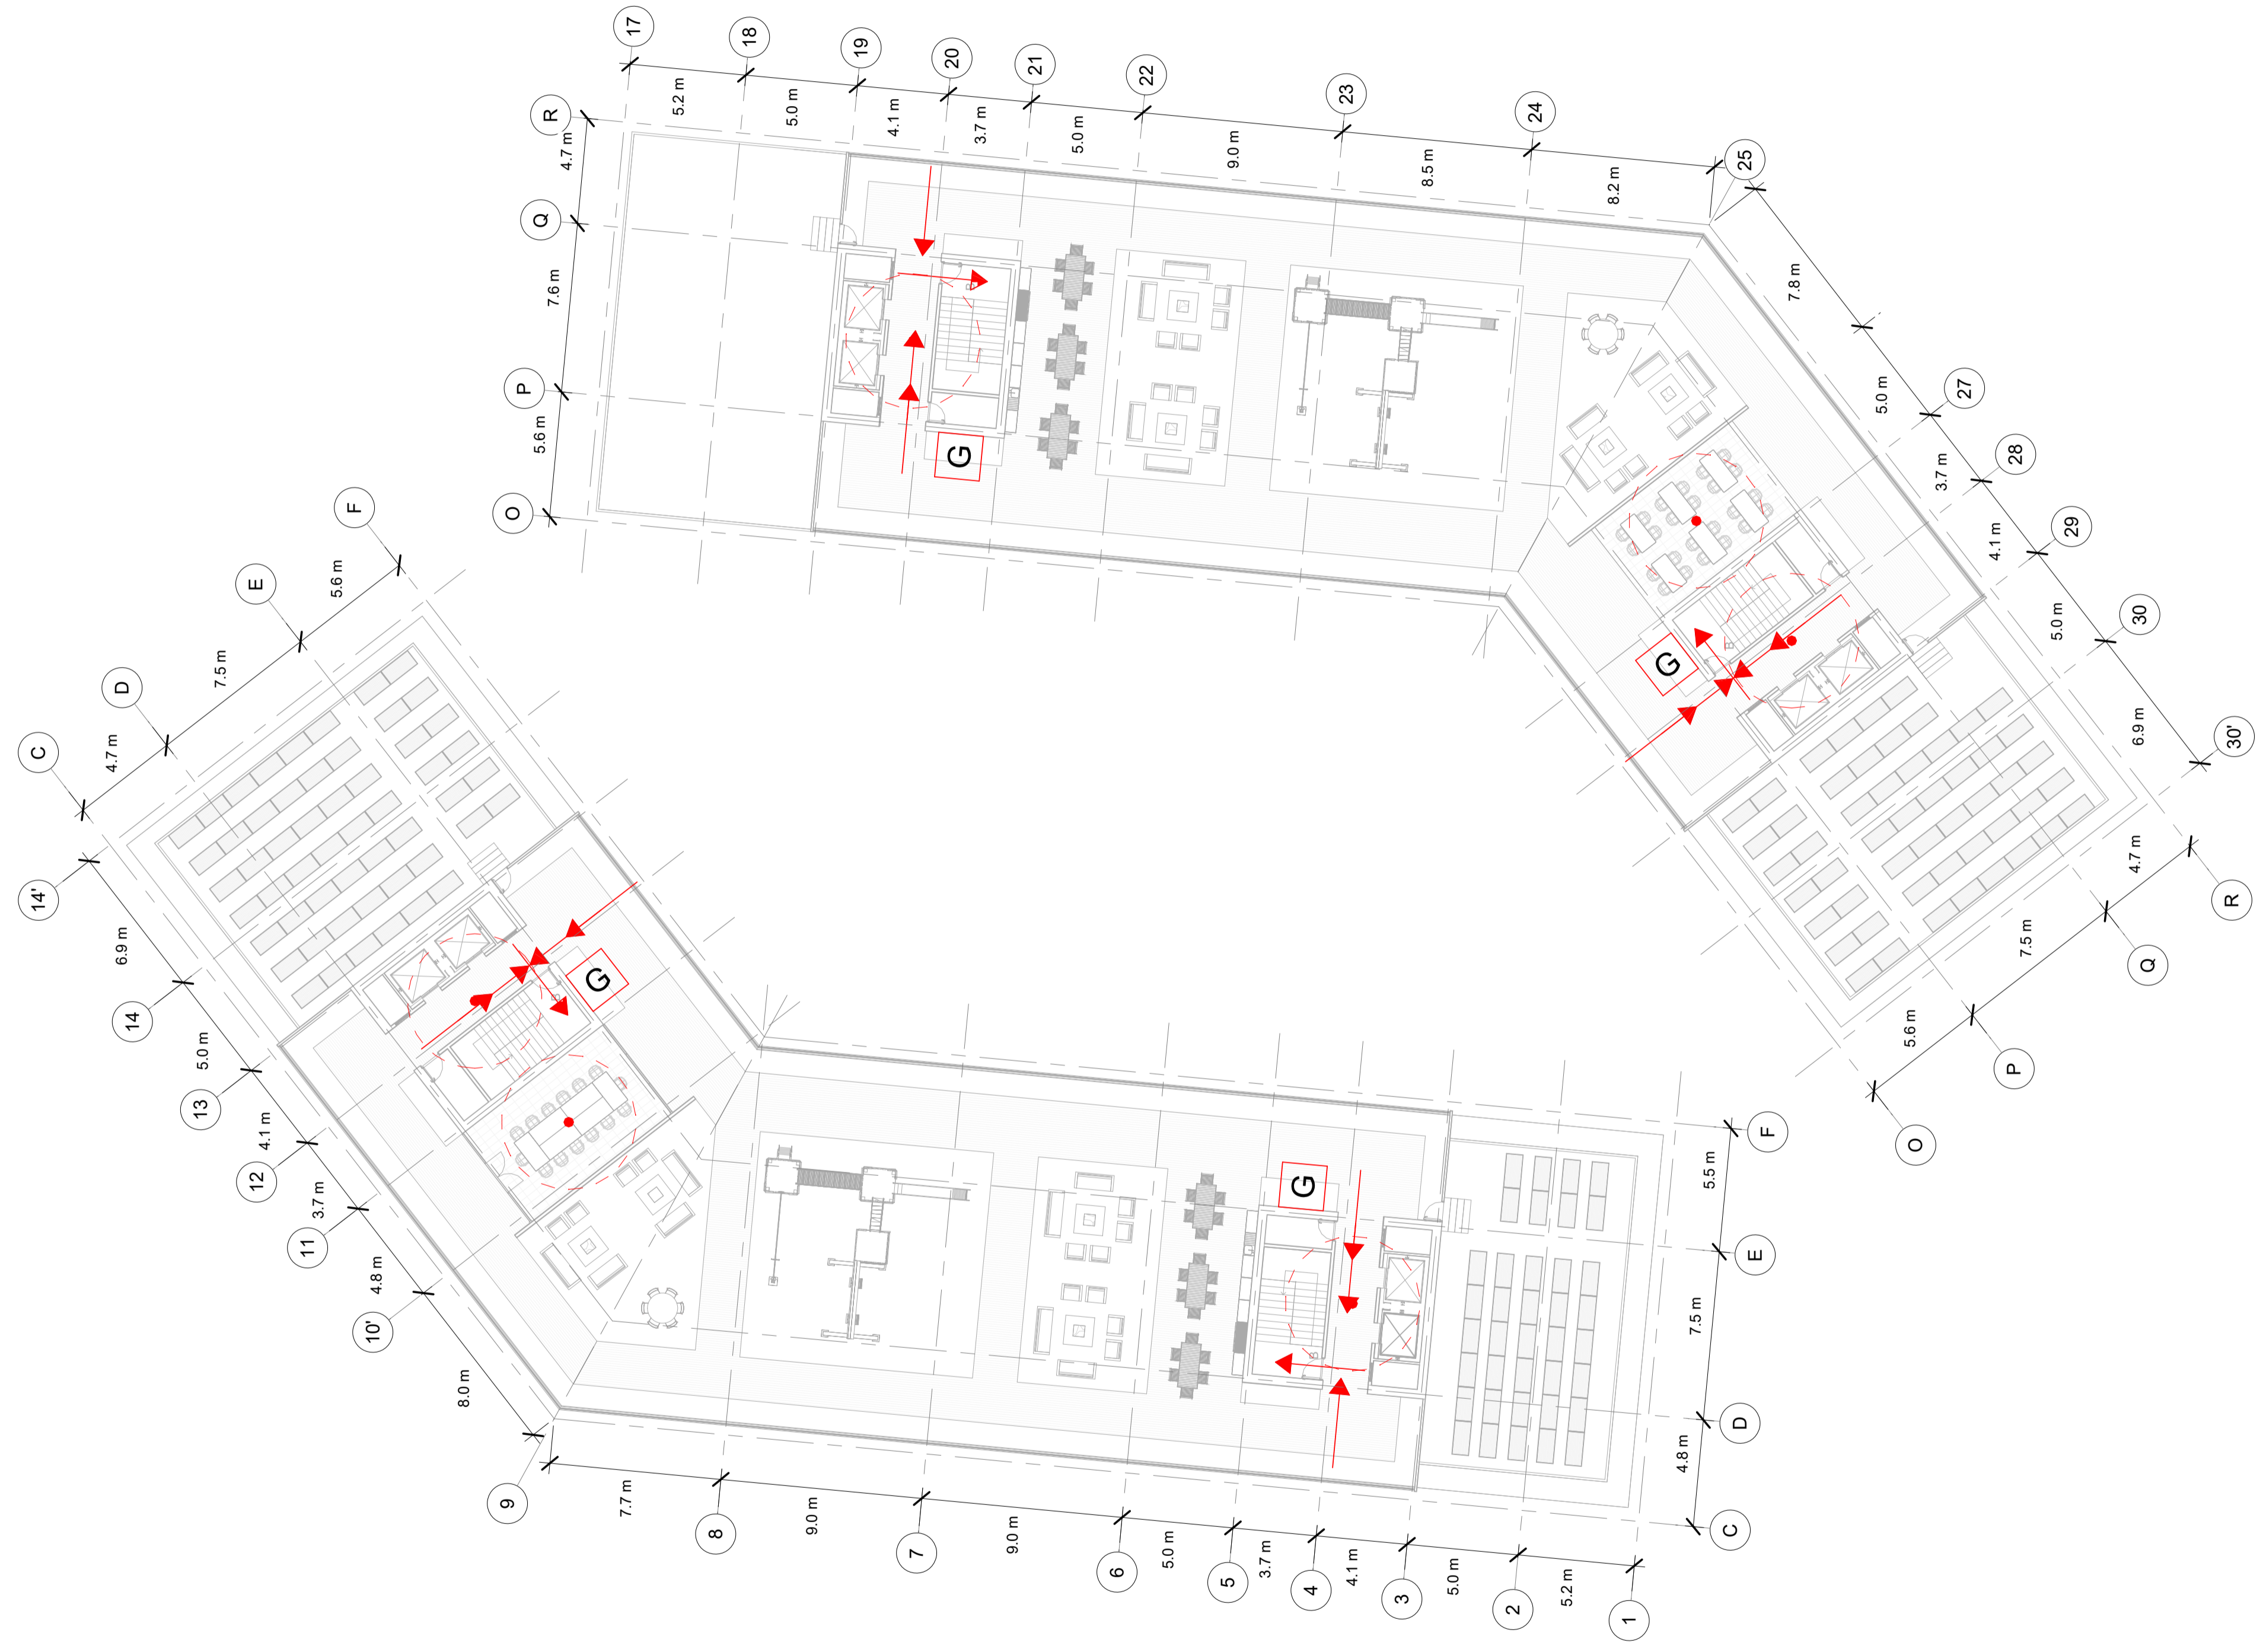 17
18
19
20
21
22
23
24
25
5.2 m
5.0 m
4.1 m
3.7 m
5.0 m
9.0 m
8.5 m
8.2 m
R
Q
P
O
4.7 m
7.6 m
5.6 m
G
27
28
29
30
30'
7.8 m
5.0 m
3.7 m
4.1 m
5.0 m
6.9 m
G
R
Q
P
O
4.7 m
7.5 m
5.6 m
F
E
D
C
5.6 m
7.5 m
4.7 m
14'
14
13
12
11
10'
9
6.9 m
5.0 m
4.1 m
3.7 m
4.8 m
8.0 m
G
G
F
E
D
C
5.5 m
7.5 m
4.8 m
8
7
6
5
4
3
2
1
7.7 m
9.0 m
9.0 m
5.0 m
3.7 m
4.1 m
5.0 m
5.2 m